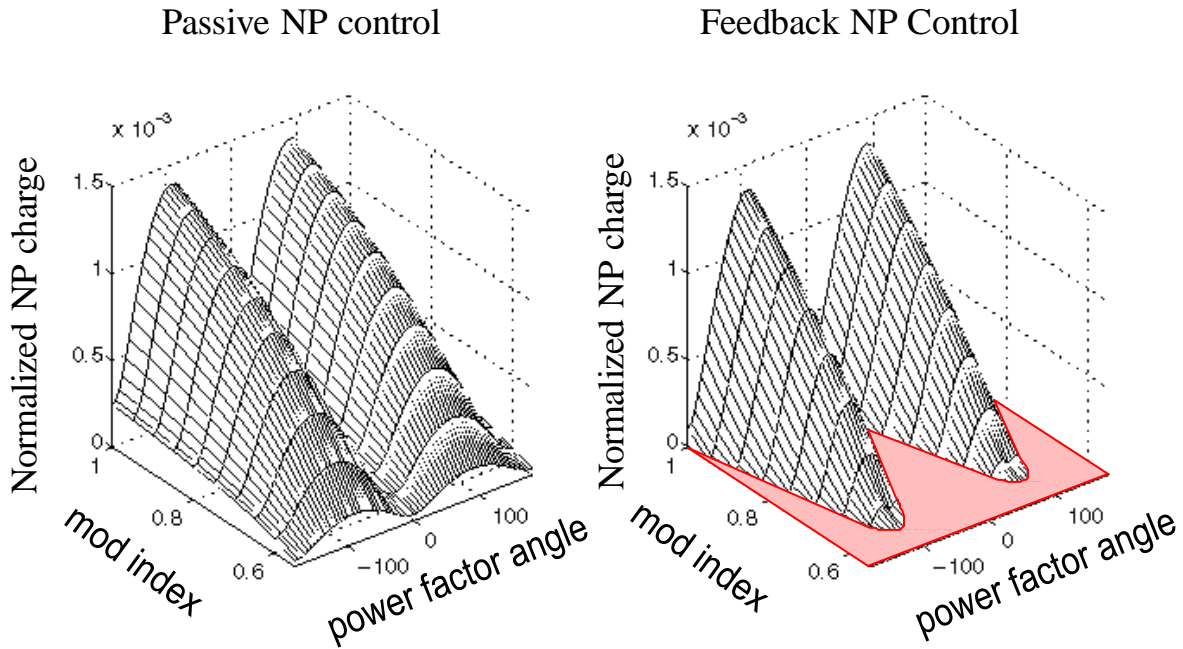 Passive NP control
Feedback NP Control
x 10⁻³
1.5
1
0.5
0
Normalized NP charge
1
0.8
0.6
mod index
−100
0
100
power factor angle
x 10⁻³
1.5
1
0.5
0
Normalized NP charge
1
0.8
0.6
mod index
−100
0
100
power factor angle